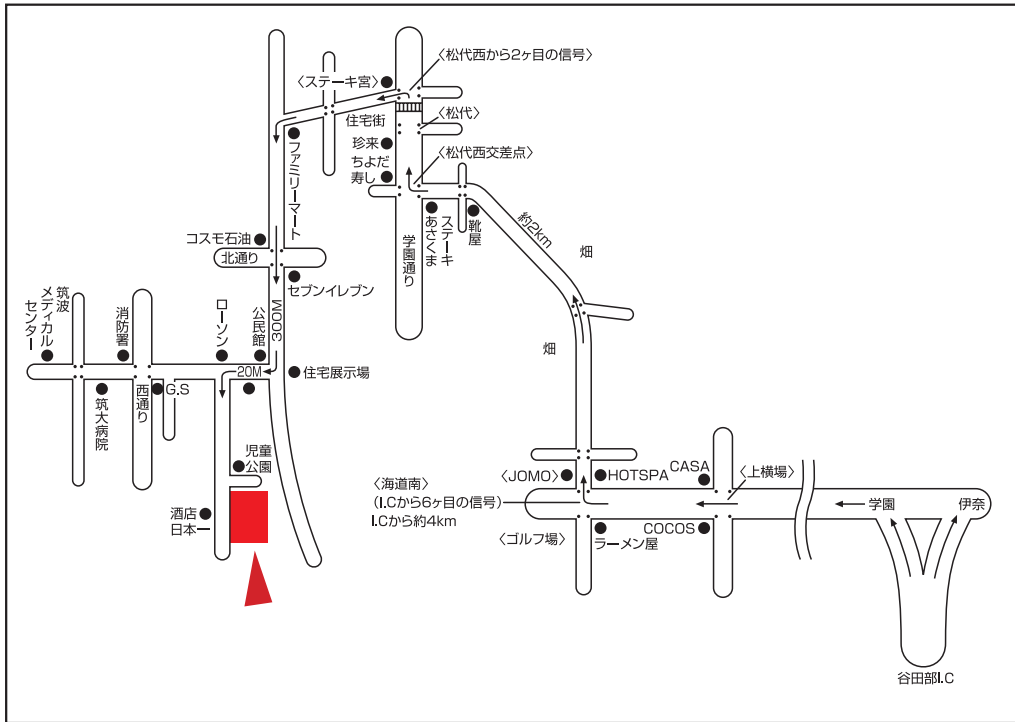 〈松代西から2ヶ目の信号〉
〈ステーキ宮〉
住宅街
〈松代〉
珍来
ちよだ
寿し
〈松代西交差点〉
ファミリーマート
ステーキ
あさくま
靴屋
約2km
畑
学園通り
コスモ石油
北通り
セブンイレブン
300M
筑波
メディカル
センター
消防署
ローソン
公民館
畑
20M
住宅展示場
西通り
G.S
筑大病院
児童
公園
酒店
日本一
〈海道南〉
(I.Cから6ヶ目の信号)
I.Cから約4km
〈JOMO〉
HOTSPA
CASA
〈上横場〉
学園
伊奈
〈ゴルフ場〉
ラーメン屋
COCOS
谷田部I.C